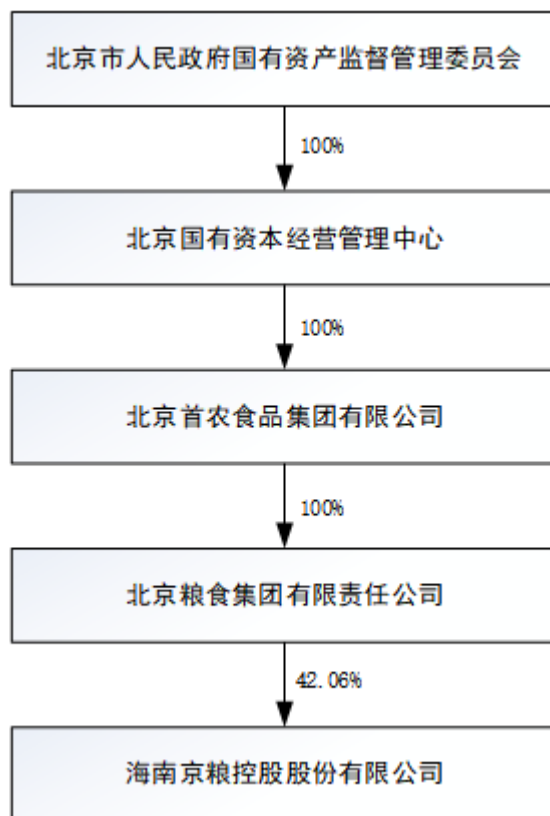 北京市人民政府国有资产监督管理委员会
100%
北京国有资本经营管理中心
100%
北京首农食品集团有限公司
100%
北京粮食集团有限责任公司
42.06%
海南京粮控股股份有限公司